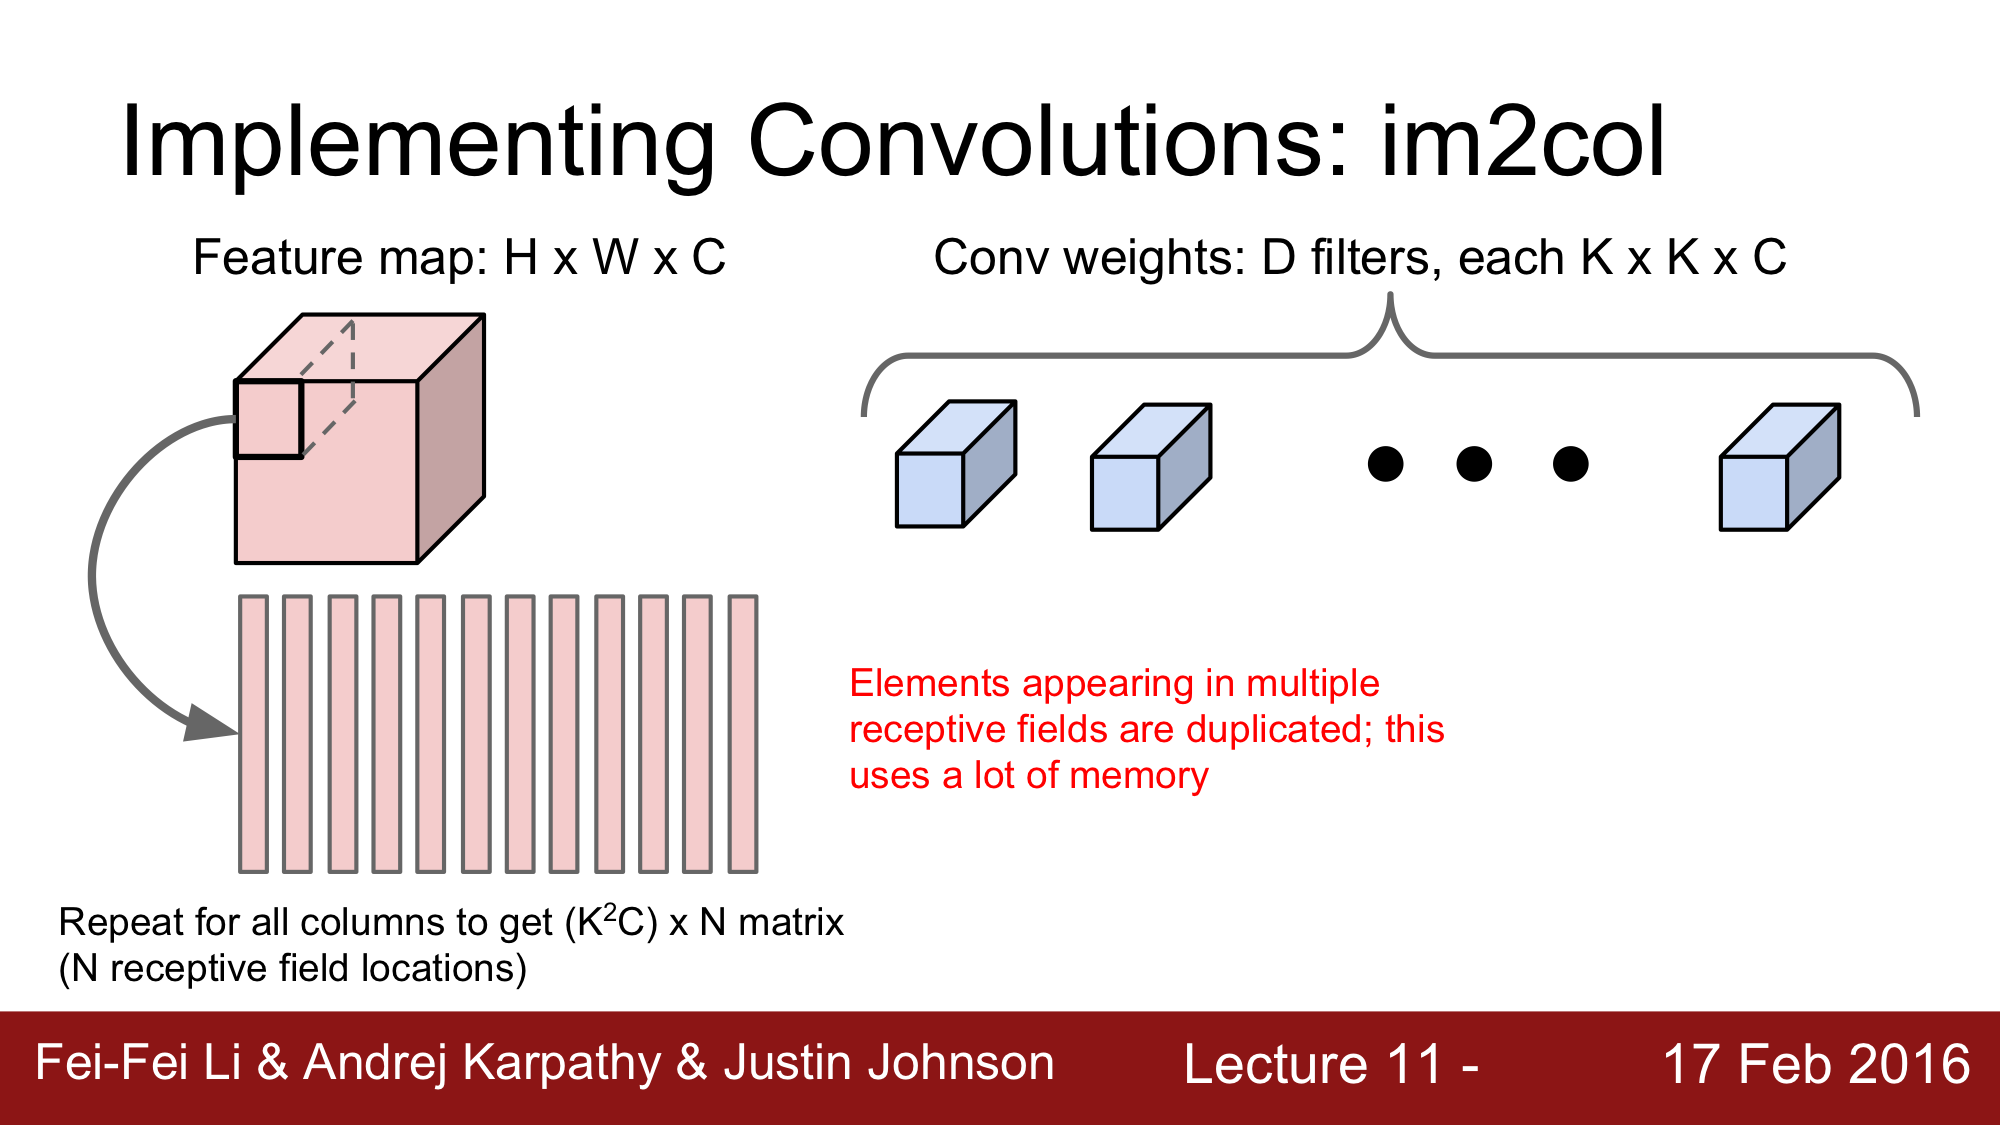 Implementing Convolutions: im2col
Feature map: H x W x C
Conv weights: D filters, each K x K x C
Elements appearing in multiple
receptive fields are duplicated; this
uses a lot of memory
Repeat for all columns to get (K²C) x N matrix
(N receptive field locations)
Fei-Fei Li & Andrej Karpathy & Justin Johnson
Lecture 11 -
17 Feb 2016